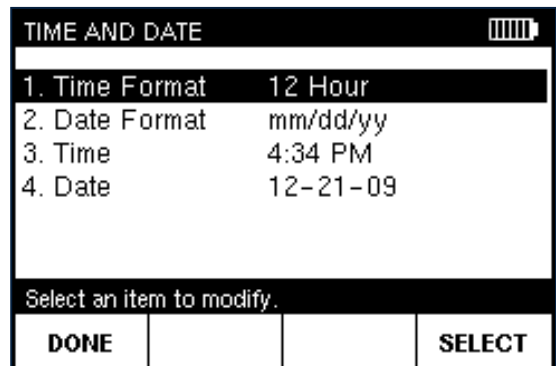 TIME AND DATE
1. Time Format 12 Hour
2. Date Format mm/dd/yy
3. Time 4:34 PM
4. Date 12-21-09
Select an item to modify.
DONE SELECT